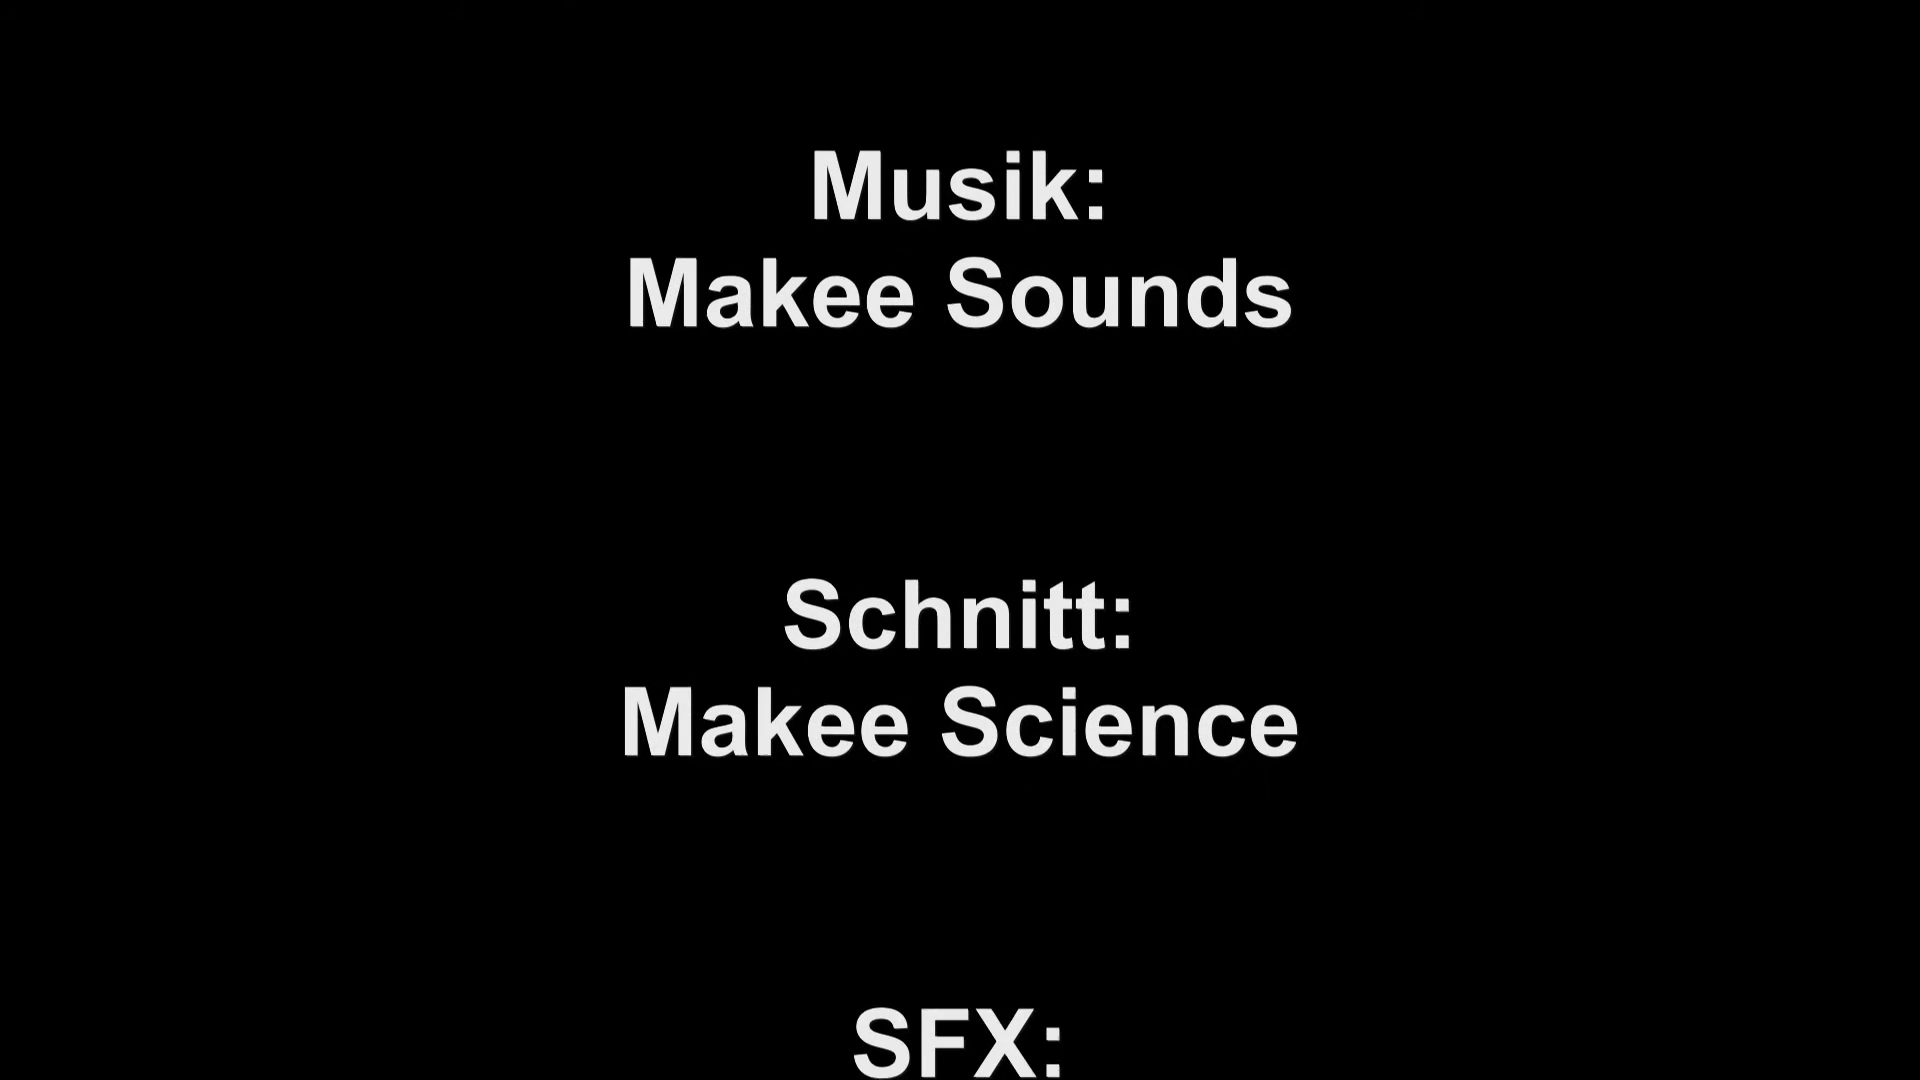 Musik:
Makee Sounds
Schnitt:
Makee Science
SFX: